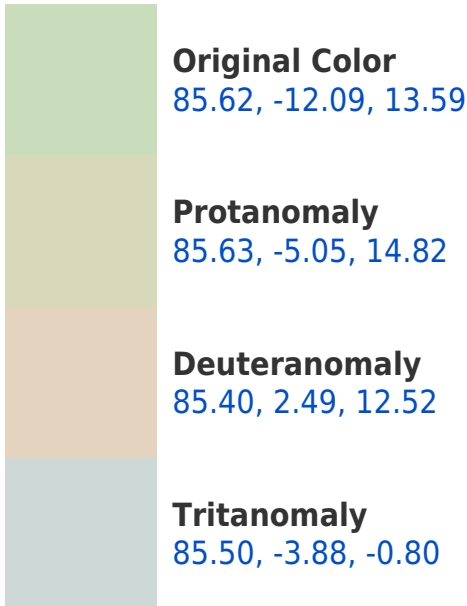 Original Color
85.62, -12.09, 13.59
Protanomaly
85.63, -5.05, 14.82
Deuteranomaly
85.40, 2.49, 12.52
Tritanomaly
85.50, -3.88, -0.80